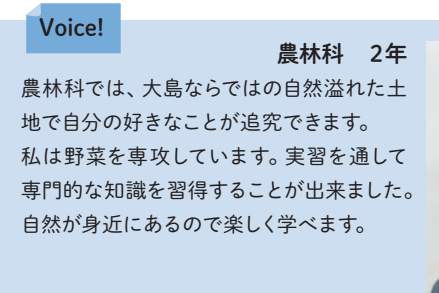 Voice!
農林科　2年
農林科では、大島ならではの自然溢れた土
地で自分の好きなことが追究できます。
私は野菜を専攻しています。実習を通して
専門的な知識を習得することが出来ました。
自然が身近にあるので楽しく学べます。